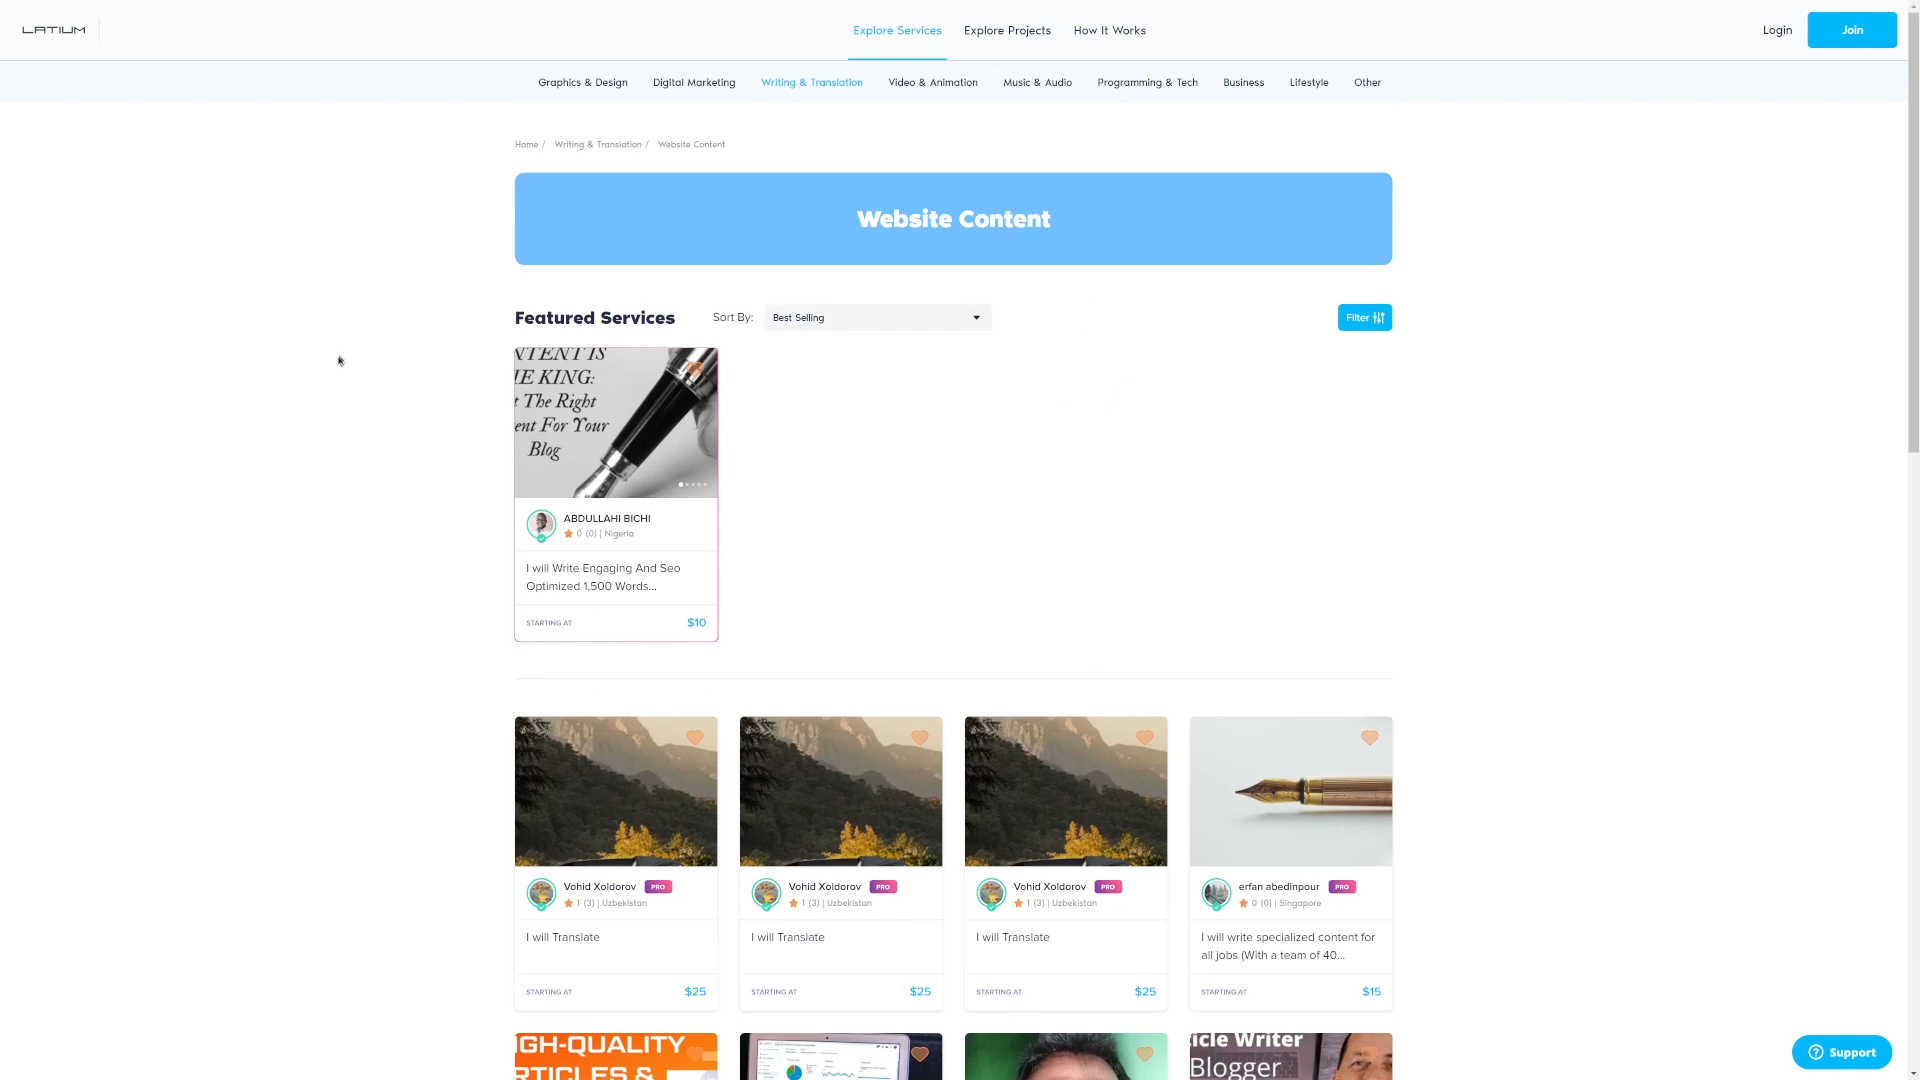 LATIUM
Explore Services
Explore Projects
How It Works
Login
Join
Graphics & Design
Digital Marketing
Writing & Translation
Video & Animation
Music & Audio
Programming & Tech
Business
Lifestyle
Other
Home /
Writing & Translation /
Website Content
Website Content
Featured Services
Sort By:
Best Selling
Filter
KING:
The Right
For Your
Blog
ABDULLAHI BICHI
0 (0) | Nigeria
I will Write Engaging And Seo
Optimized 1,500 Words...
STARTING AT
$10
Vohid Xoldorov PRO
1 (3) | Uzbekistan
I will Translate
STARTING AT
$25
Vohid Xoldorov PRO
1 (3) | Uzbekistan
I will Translate
STARTING AT
$25
Vohid Xoldorov PRO
1 (3) | Uzbekistan
I will Translate
STARTING AT
$25
erfan abedinpour PRO
0 (0) | Singapore
I will write specialized content for
all jobs (With a team of 40...
STARTING AT
$15
IGH-QUALITY
RTICLES &
icle Writer
Blogger
Support